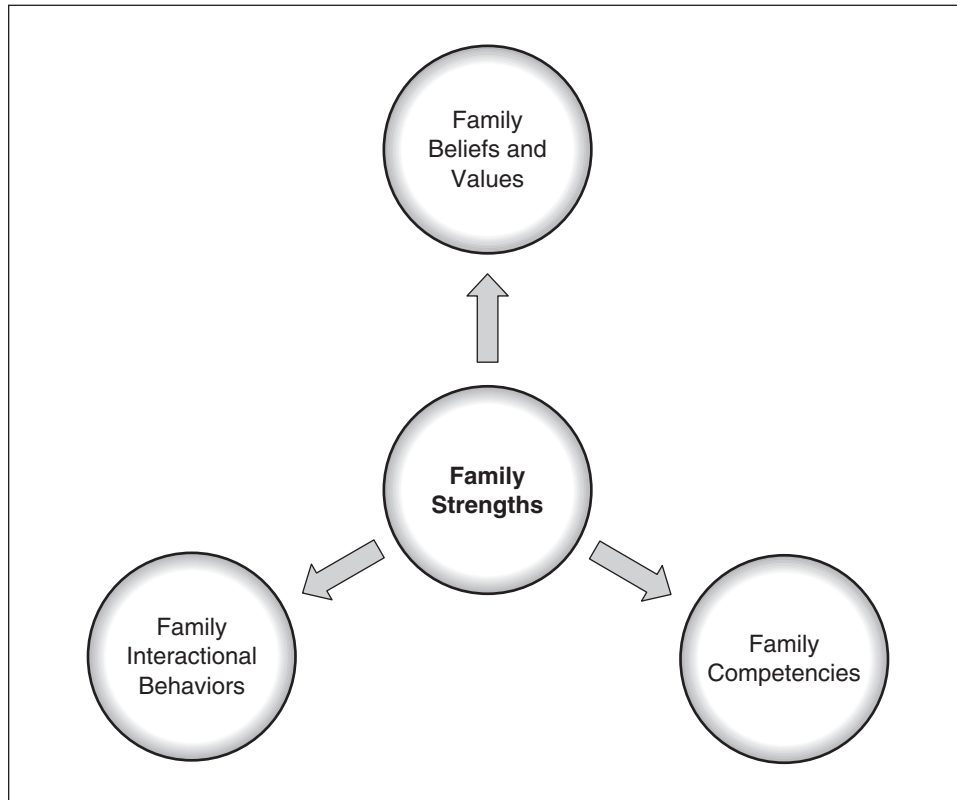 Family
Beliefs and
Values
Family
Strengths
Family
Interactional
Behaviors
Family
Competencies